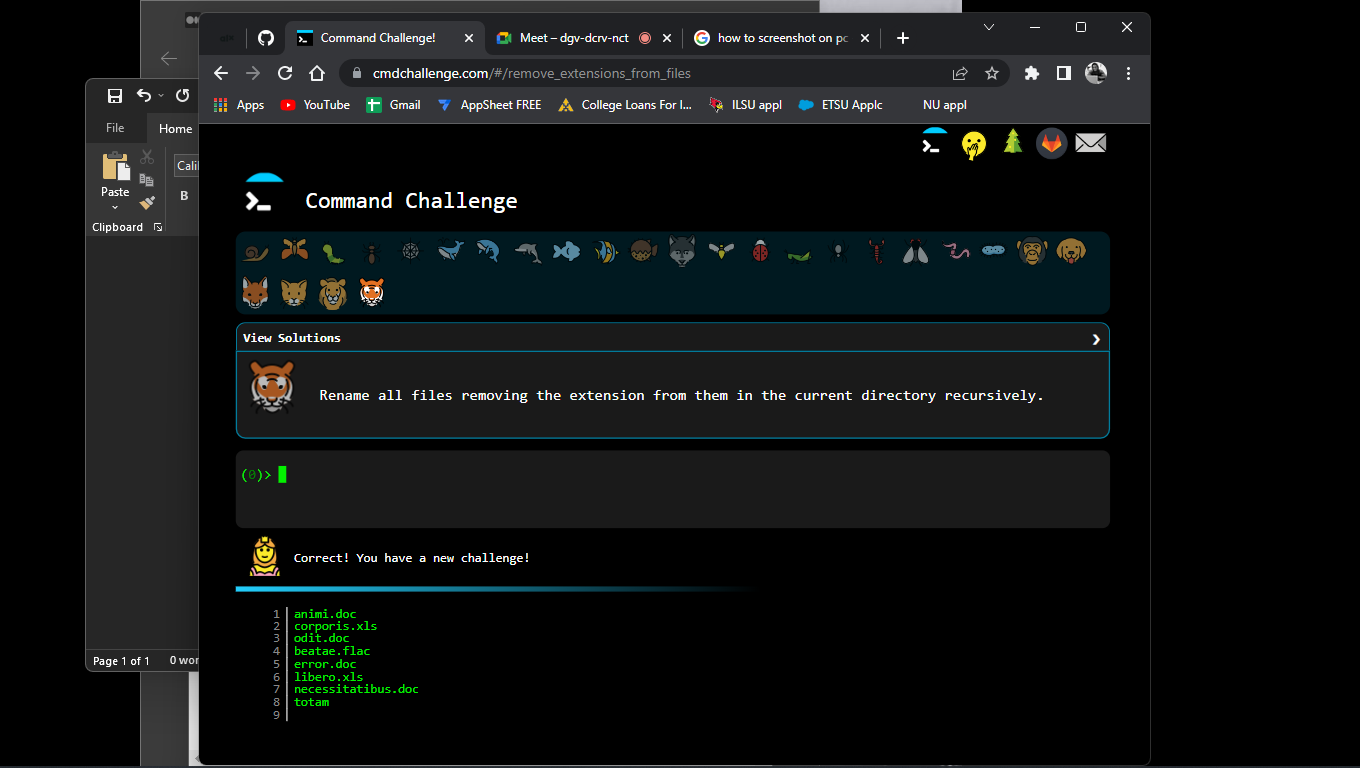 Command Challenge!
Meet – dgv-dcrv-nct
how to screenshot on pc
cmdchallenge.com/#/remove_extensions_from_files
Apps
YouTube
Gmail
AppSheet FREE
College Loans For I...
ILSU appl
ETSU Applc
NU appl
File
Home
Paste
Cali
B
Clipboard
Command Challenge
View Solutions
Rename all files removing the extension from them in the current directory recursively.
(0)>
Correct! You have a new challenge!
1 animi.doc
2 corporis.xls
3 odit.doc
4 beatae.flac
5 error.doc
6 libero.xls
7 necessitatibus.doc
8 totam
9
Page 1 of 1
0 wor